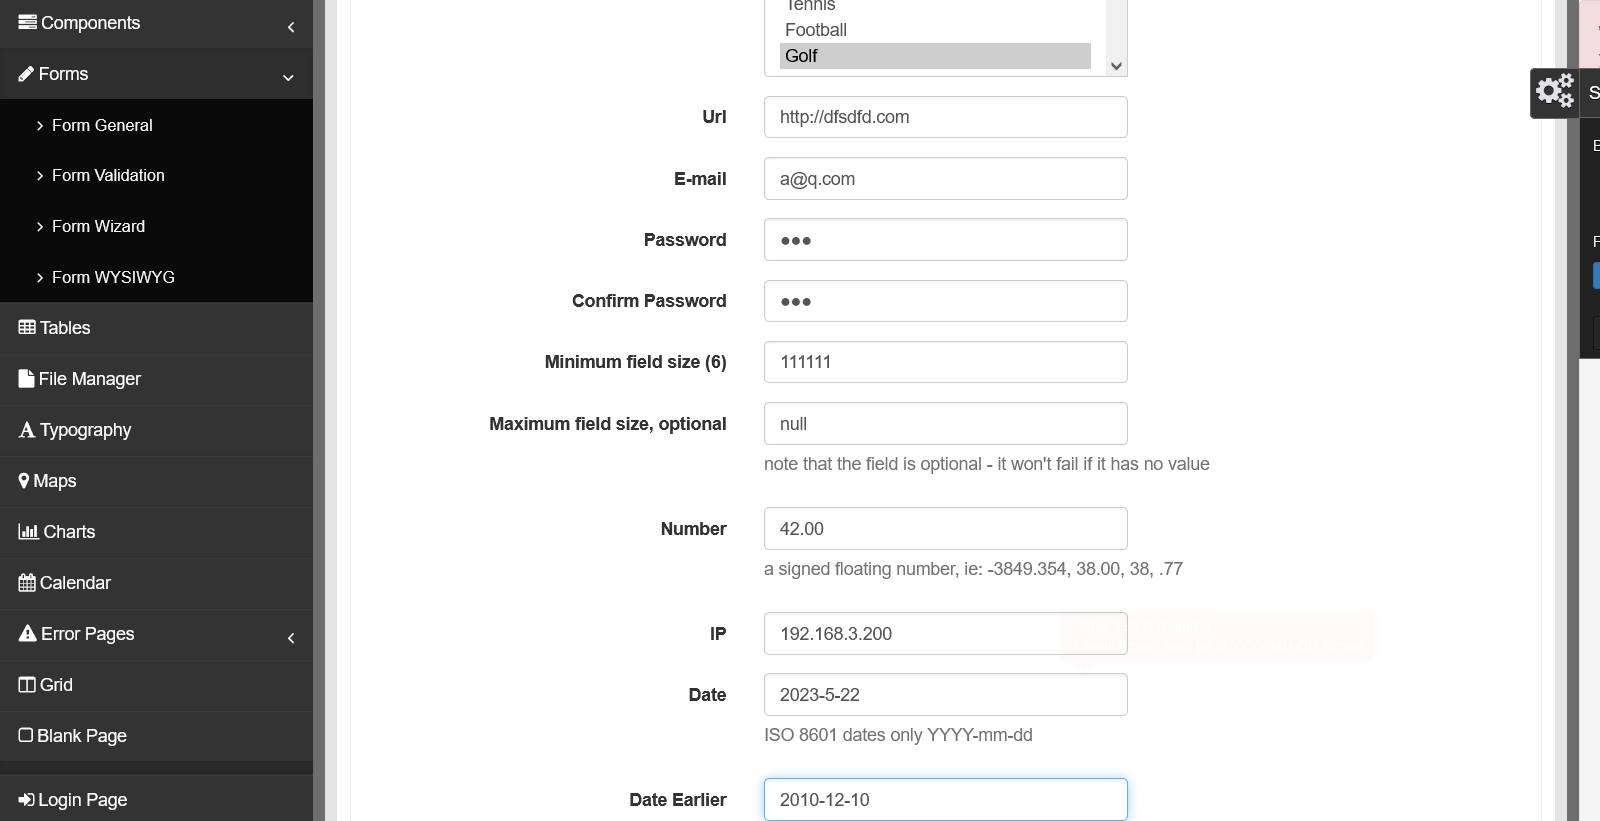 Components
Forms
Form General
Form Validation
Form Wizard
Form WYSIWYG
Tables
File Manager
Typography
Maps
Charts
Calendar
Error Pages
Grid
Blank Page
Login Page
Tennis
Football
Golf
Url
http://dfsdfd.com
E-mail
a@q.com
Password
Confirm Password
Minimum field size (6)
111111
Maximum field size, optional
null
note that the field is optional - it won't fail if it has no value
Number
42.00
a signed floating number, ie: -3849.354, 38.00, 38, .77
IP
192.168.3.200
Date
2023-5-22
ISO 8601 dates only YYYY-mm-dd
Date Earlier
2010-12-10